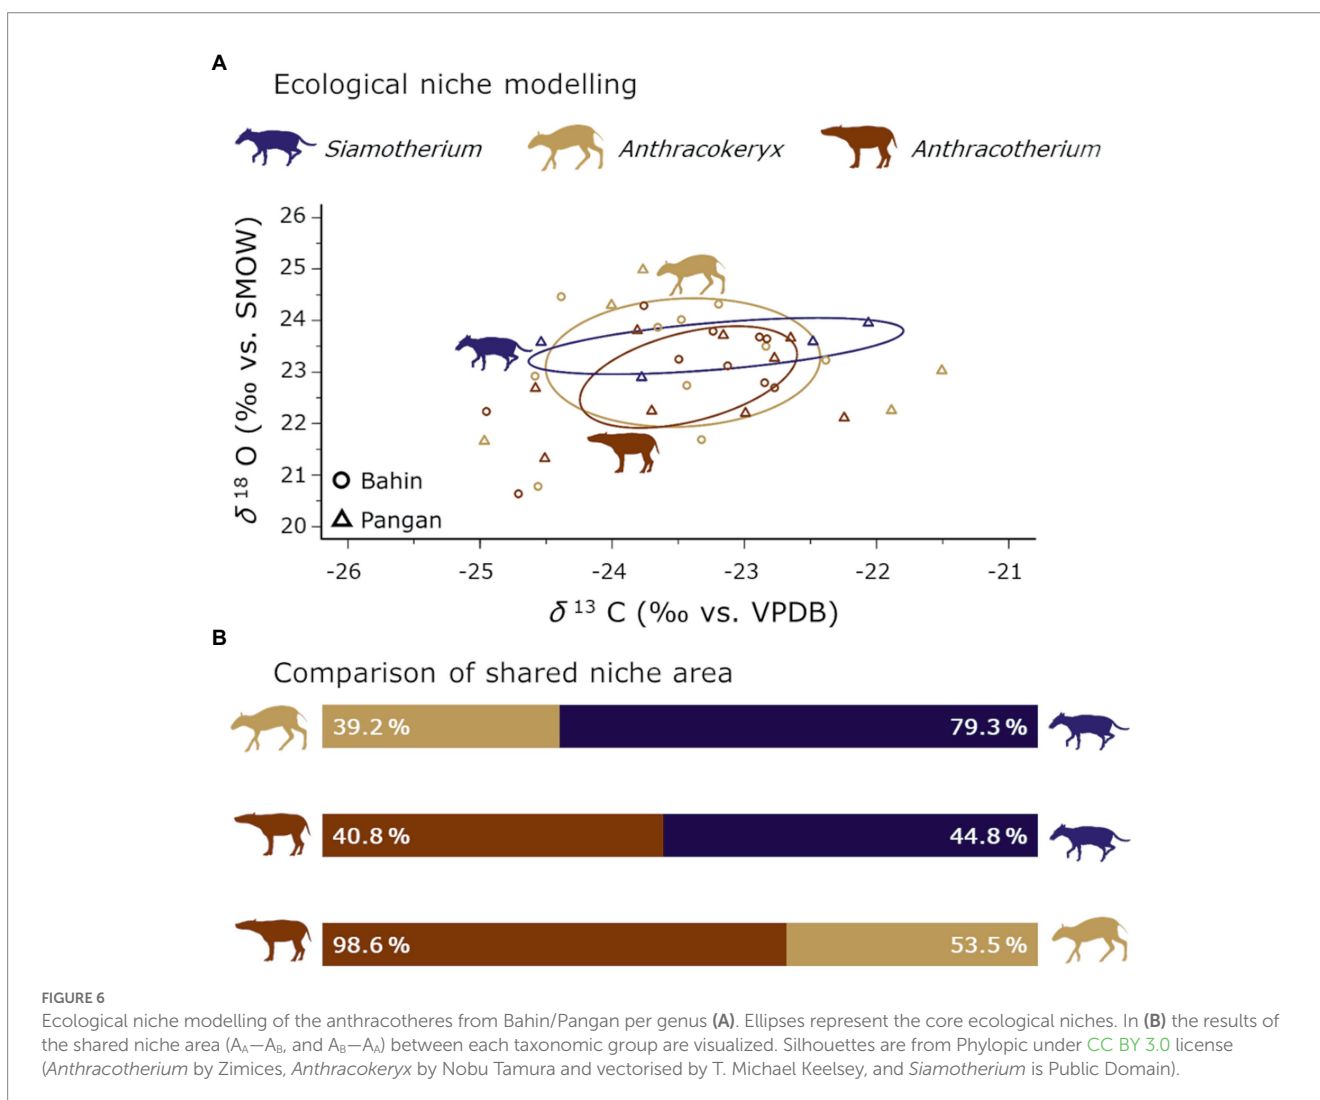 A
Ecological niche modelling
Siamotherium Anthracokeryx Anthracotherium
26
25
24
23
22
21
20
δ 18 O (‰ vs. SMOW)
Bahin
Pangan
-26 -25 -24 -23 -22 -21
δ 13 C (‰ vs. VPDB)
B
Comparison of shared niche area
39.2 % 79.3 %
40.8 % 44.8 %
98.6 % 53.5 %
FIGURE 6
Ecological niche modelling of the anthracotheres from Bahin/Pangan per genus (A). Ellipses represent the core ecological niches. In (B) the results of
the shared niche area (AA—AB, and AB—AA) between each taxonomic group are visualized. Silhouettes are from Phylopic under CC BY 3.0 license
(Anthracotherium by Zimices, Anthracokeryx by Nobu Tamura and vectorised by T. Michael Keelsey, and Siamotherium is Public Domain).